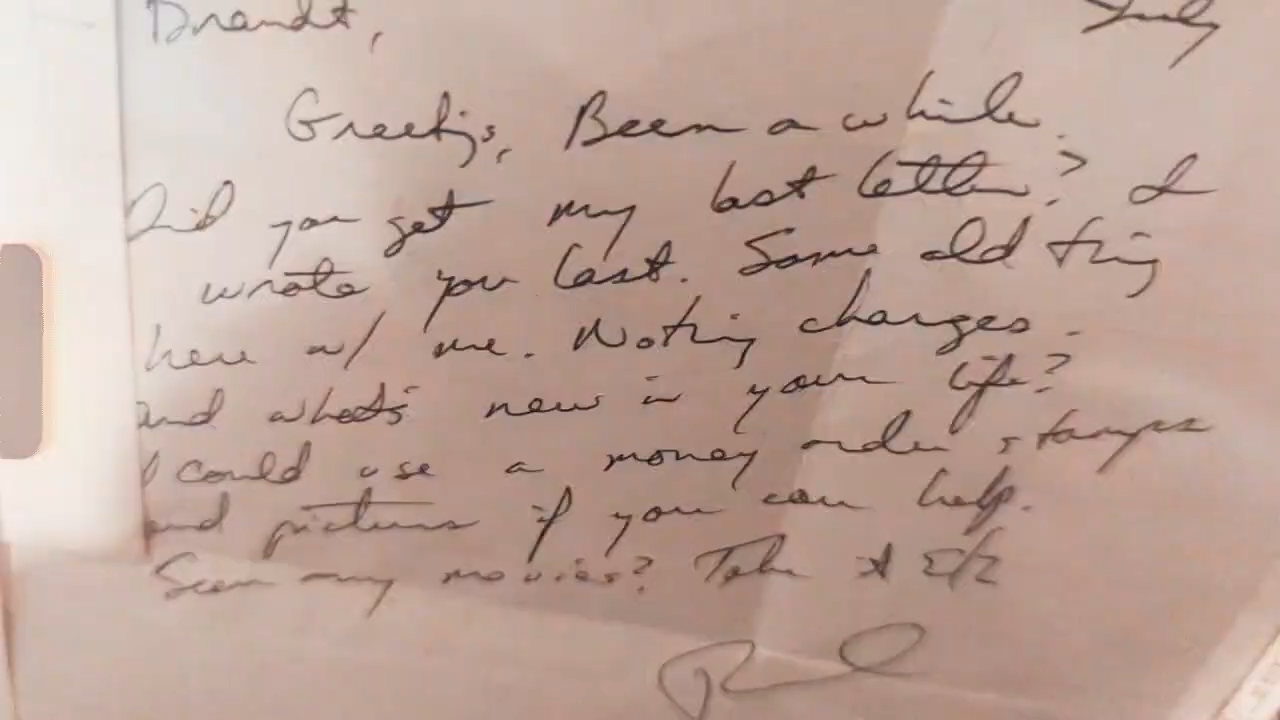 Brandt, July
Greetings, Been a while.
Did you get my last letter? I
wrote you last. Same old thing
here w/ me. Nothing changes.
and what's new in your life?
I could use a money order, stamps
and pictures if you can help.
Seen any movies? Take it EZ